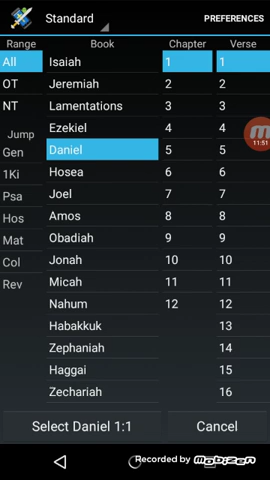 Standard PREFERENCES
Range Book Chapter Verse
All Isaiah 1 1
OT Jeremiah 2 2
NT Lamentations 3 3
Ezekiel 4 4
Jump
Gen Daniel 5 5
1Ki Hosea 6 6
Psa Joel 7 7
Hos Amos 8 8
Mat Obadiah 9 9
Col Jonah 10 10
Rev Micah 11 11
Nahum 12 12
Habakkuk 13
Zephaniah 14
Haggai 15
Zechariah 16
11:51
Select Daniel 1:1 Cancel
Recorded by mobizen